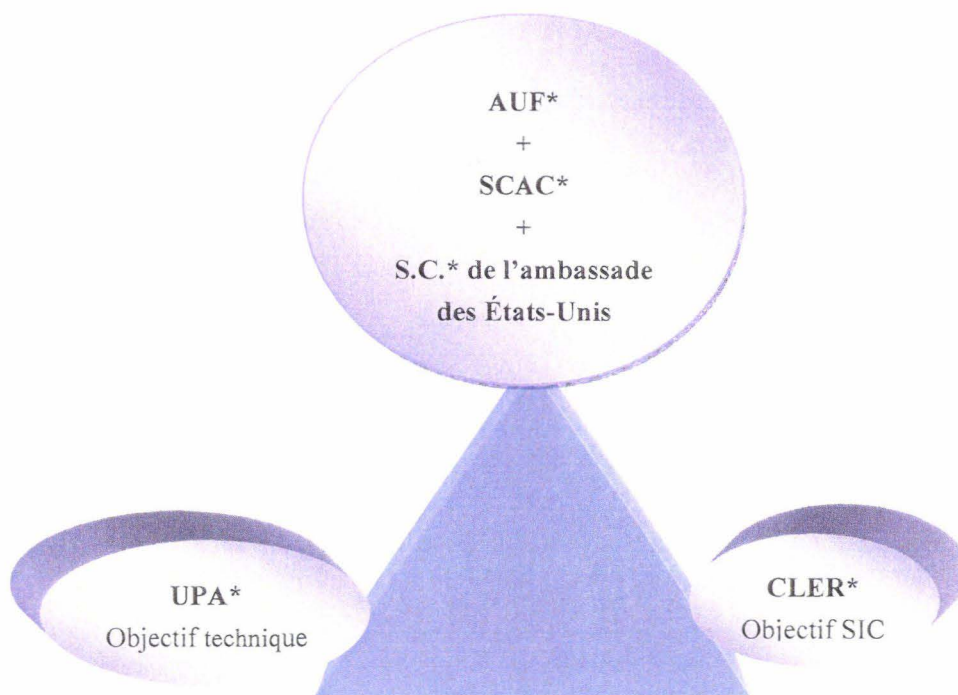 AUF*
+
SCAC*
+
S.C.* de l'ambassade
des États-Unis
UPA*
Objectif technique
CLER*
Objectif SIC